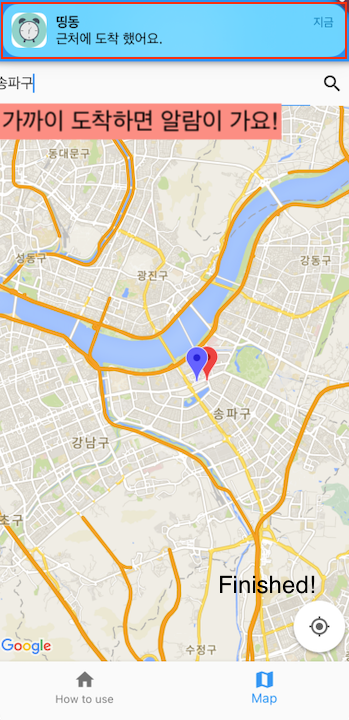 띵동
지금
근처에 도착 했어요.
송파구
가까이 도착하면 알람이 가요!
동대문구
성동구
강동구
광진구
송파구
강남구
초구
Finished!
Google
수정구
How to use
Map